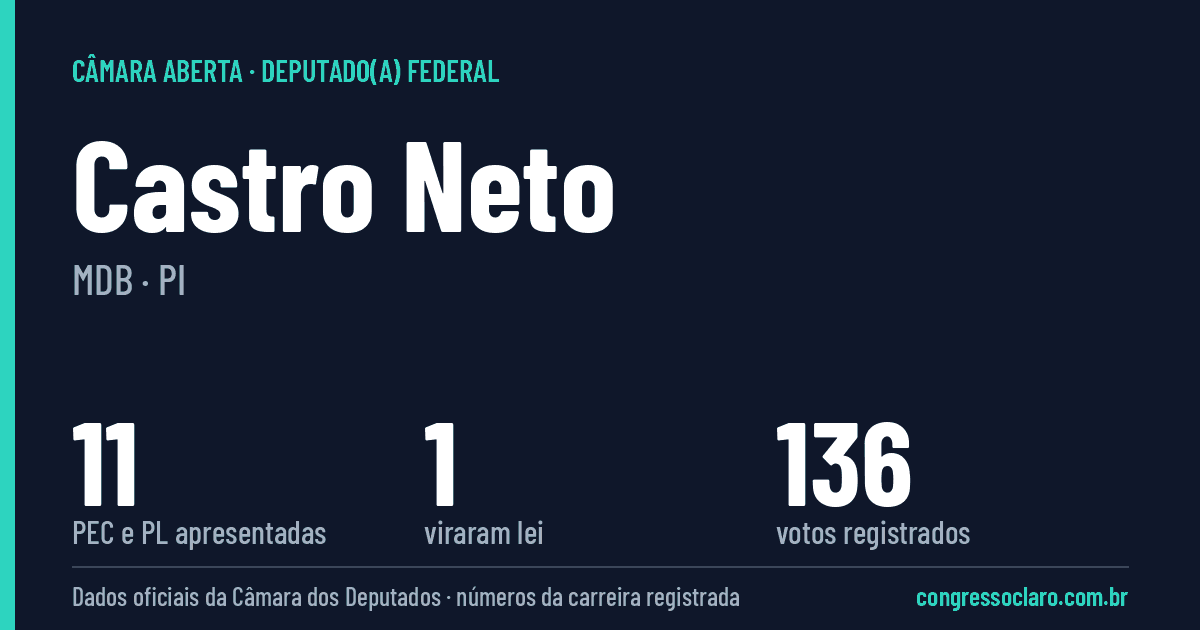 CÂMARA ABERTA · DEPUTADO(A) FEDERAL
Castro Neto
MDB · PI
11
PEC e PL apresentadas
1
viraram lei
136
votos registrados
Dados oficiais da Câmara dos Deputados · números da carreira registrada
congressoclaro.com.br